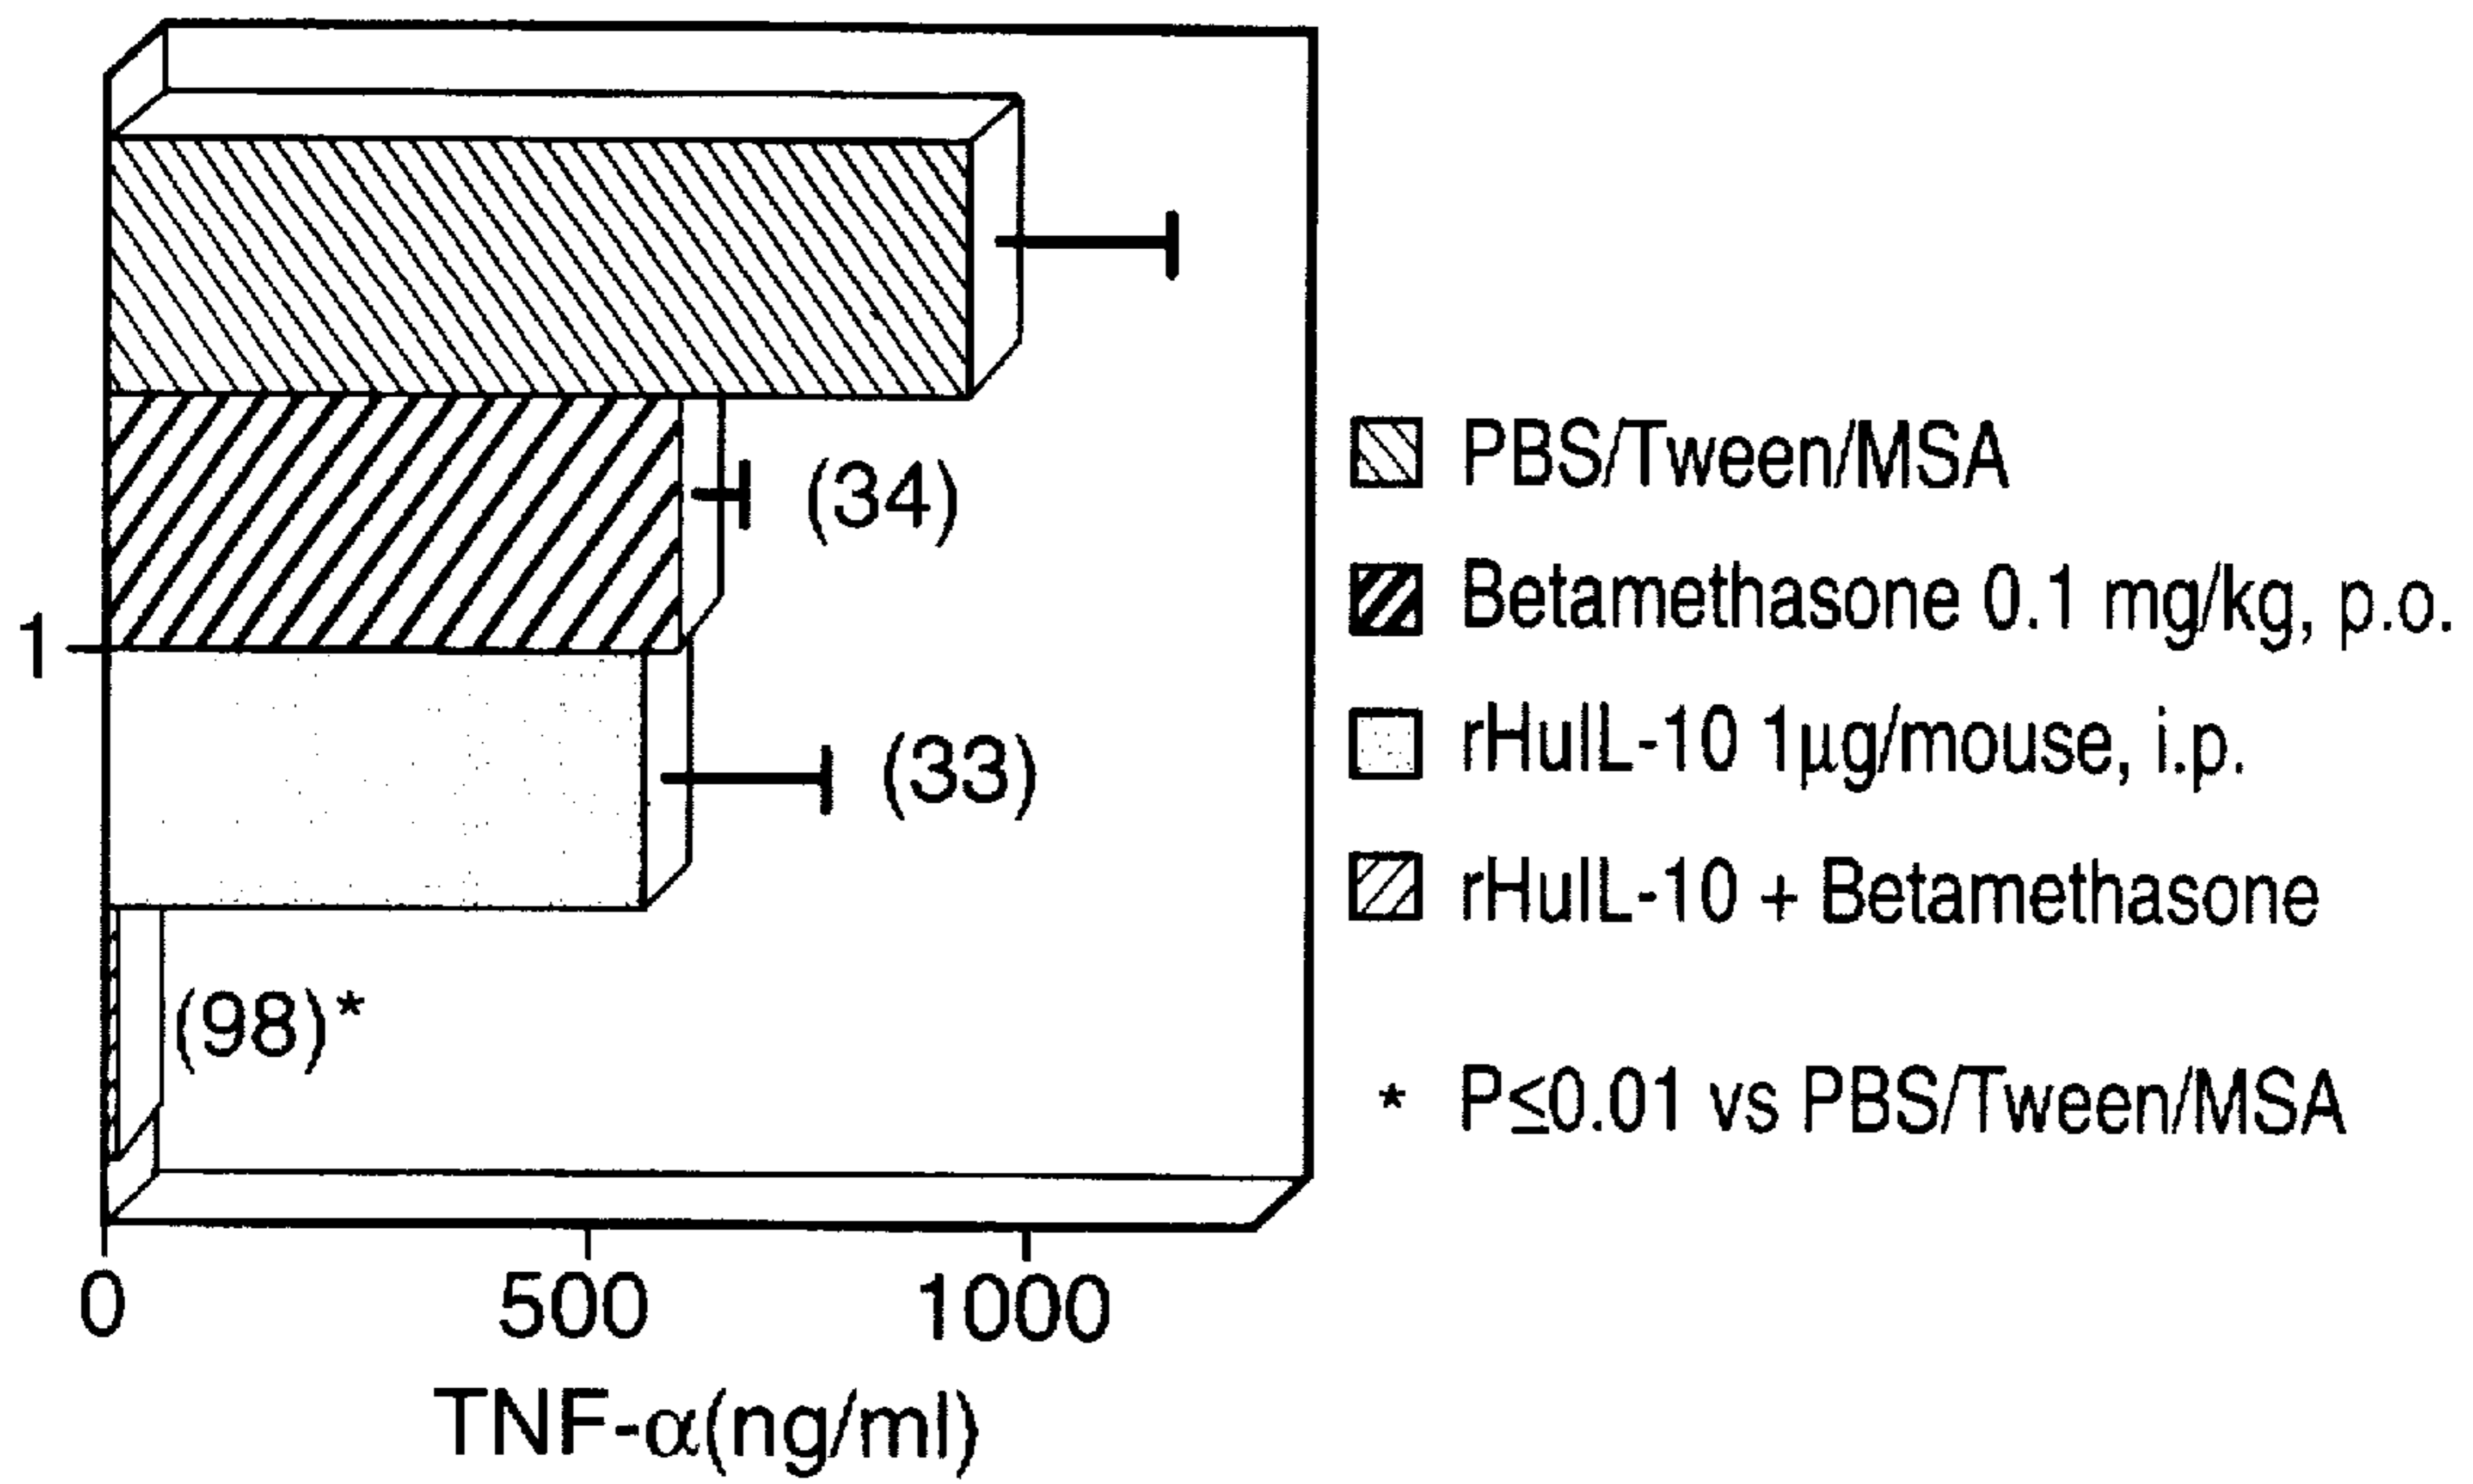 (34)
1
(33)
(98)*
0
500
1000
TNF-α(ng/ml)
PBS/Tween/MSA
Betamethasone 0.1 mg/kg, p.o.
rHuIL-10 1μg/mouse, i.p.
rHuIL-10 + Betamethasone
* P≤0.01 vs PBS/Tween/MSA